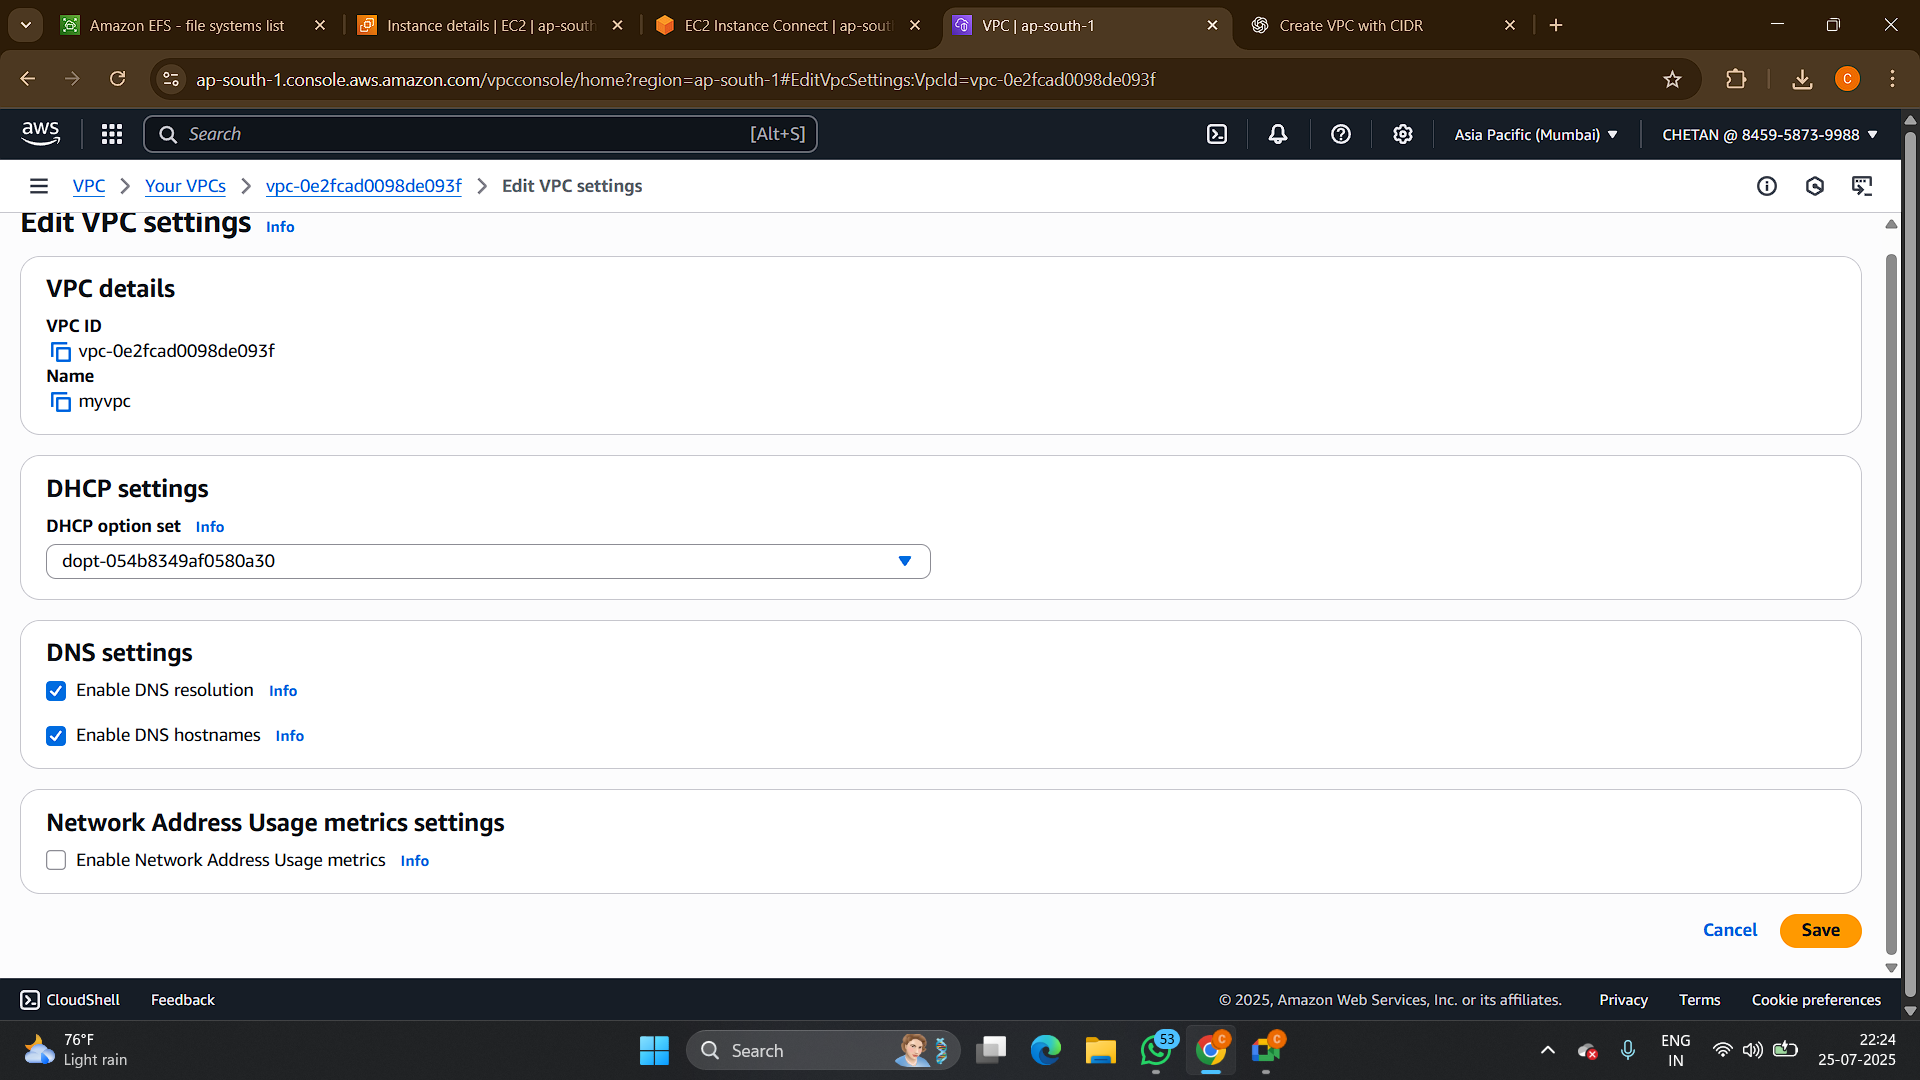 Amazon EFS - file systems list
Instance details | EC2 | ap-south
EC2 Instance Connect | ap-sout
VPC | ap-south-1
Create VPC with CIDR
ap-south-1.console.aws.amazon.com/vpcconsole/home?region=ap-south-1#EditVpcSettings:VpcId=vpc-0e2fcad0098de093f
C
aws
Search
[Alt+S]
Asia Pacific (Mumbai)
CHETAN @ 8459-5873-9988
VPC
Your VPCs
vpc-0e2fcad0098de093f
Edit VPC settings
Edit VPC settings Info
VPC details
VPC ID
vpc-0e2fcad0098de093f
Name
myvpc
DHCP settings
DHCP option set Info
dopt-054b8349af0580a30
DNS settings
Enable DNS resolution Info
Enable DNS hostnames Info
Network Address Usage metrics settings
Enable Network Address Usage metrics Info
Cancel
Save
CloudShell
Feedback
© 2025, Amazon Web Services, Inc. or its affiliates.
Privacy
Terms
Cookie preferences
76°F
Light rain
Search
53
C
C
ENG
IN
22:24
25-07-2025